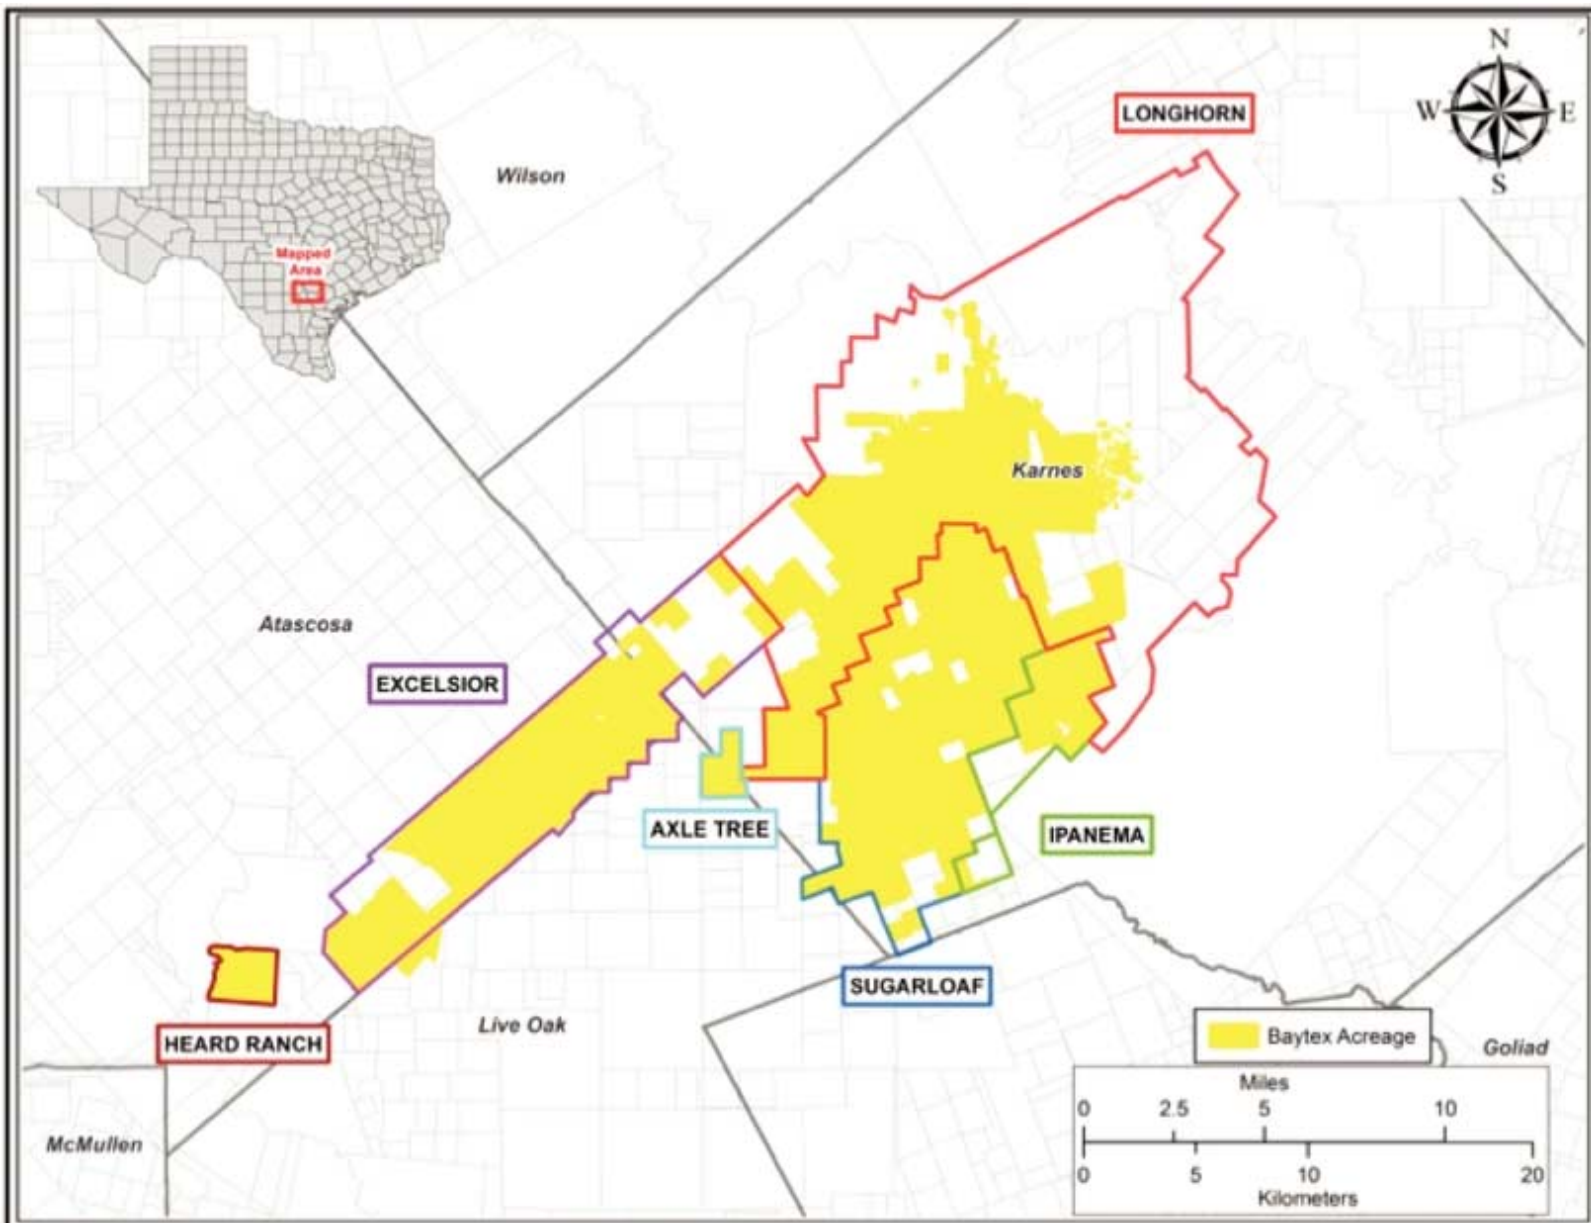 N
LONGHORN
W
E
Wilson
S
Mapped
Area
Karnes
Atascosa
EXCELSIOR
AXLE TREE
IPANEMA
SUGARLOAF
Live Oak
HEARD RANCH
Baytex Acreage
Goliad
Miles
0 2.5 5 10
McMullen
0 5 10 20
Kilometers